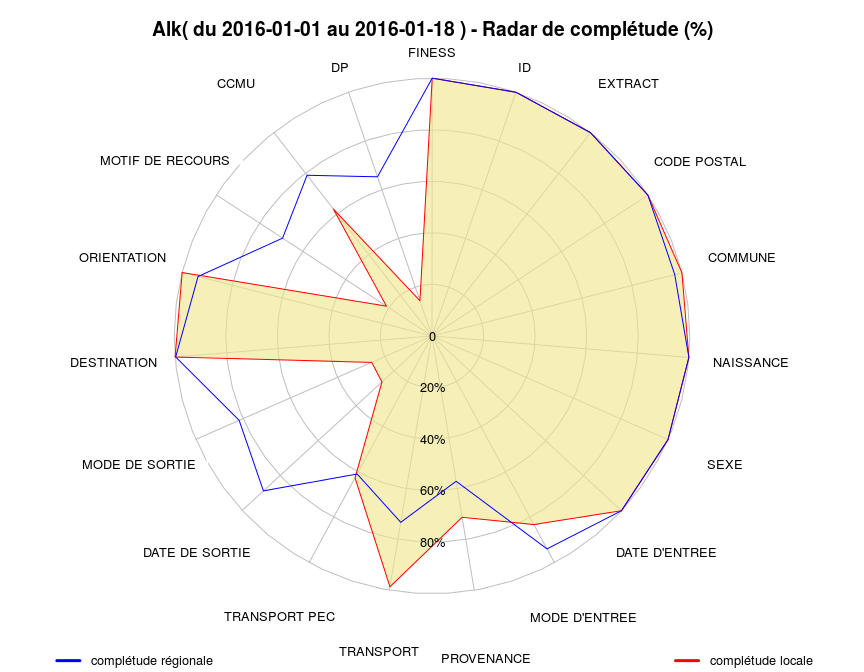 Alk( du 2016-01-01 au 2016-01-18 ) - Radar de complétude (%)
FINESS
DP
ID
CCMU
EXTRACT
MOTIF DE RECOURS
CODE POSTAL
ORIENTATION
COMMUNE
0
DESTINATION
NAISSANCE
20%
40%
MODE DE SORTIE
SEXE
60%
80%
DATE DE SORTIE
DATE D'ENTREE
TRANSPORT PEC
MODE D'ENTREE
TRANSPORT
PROVENANCE
complétude régionale
complétude locale